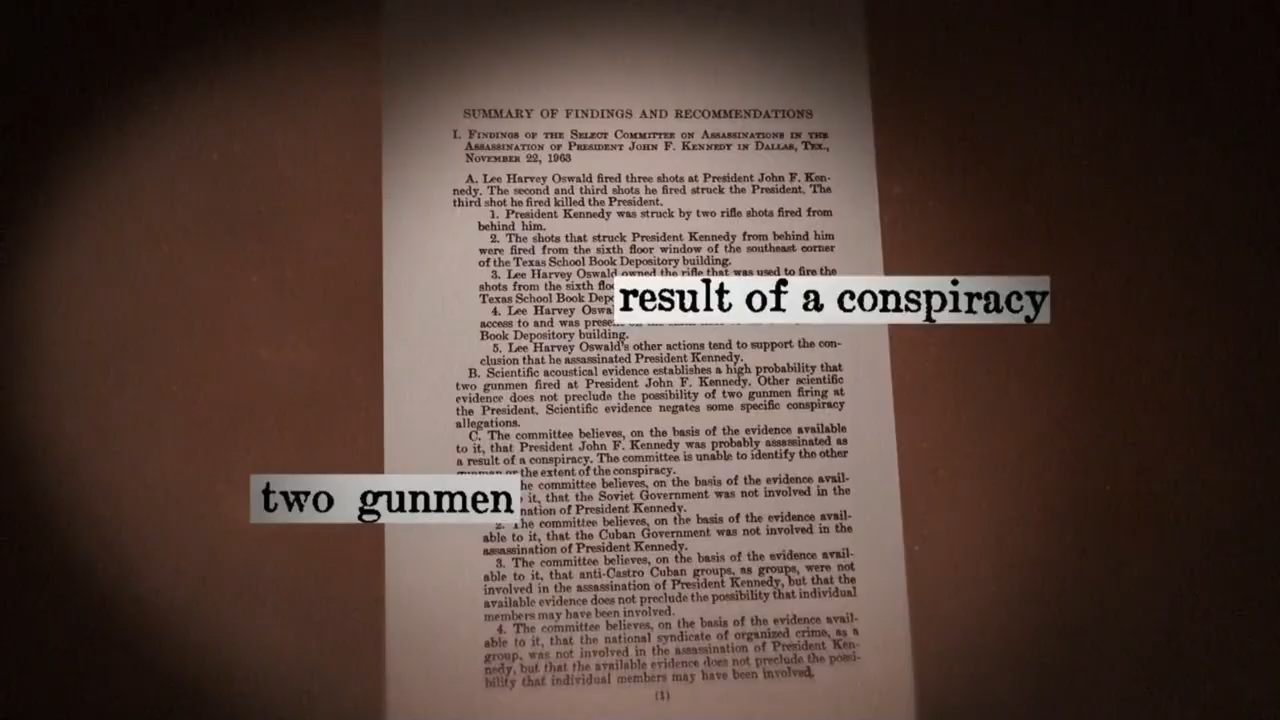 SUMMARY OF FINDINGS AND RECOMMENDATIONS
I. FINDINGS OF THE SELECT COMMITTEE ON ASSASSINATIONS IN THE
ASSASSINATION OF PRESIDENT JOHN F. KENNEDY IN DALLAS, TEX.,
NOVEMBER 22, 1963
A. Lee Harvey Oswald fired three shots at President John F. Ken-
nedy. The second and third shots he fired struck the President. The
third shot he fired killed the President.
1. President Kennedy was struck by two rifle shots fired from
behind him.
2. The shots that struck President Kennedy from behind him
were fired from the sixth floor window of the southeast corner
of the Texas School Book Depository building.
3. Lee Harvey Oswald owned the rifle that was used to fire the
shots from the sixth
result of a conspiracy
Texas School Book
4. Lee Harvey
access to and was
Book Depository building.
5. Lee Harvey Oswald's other actions tend to support the con-
clusion that he assassinated President Kennedy.
B. Scientific acoustical evidence establishes a high probability that
two gunmen fired at President John F. Kennedy. Other scientific
evidence does not preclude the possibility of two gunmen firing at
the President. Scientific evidence negates some specific conspiracy
allegations.
C. The committee believes, on the basis of the evidence available
to it, that President John F. Kennedy was probably assassinated as
a result of a conspiracy. The committee is unable to identify the other
the extent of the conspiracy.
committee believes, on the basis of the evidence avail-
two gunmen
it, that the Soviet Government was not involved in the
of President Kennedy.
2. The committee believes, on the basis of the evidence avail-
able to it, that the Cuban Government was not involved in the
assassination of President Kennedy.
3. The committee believes, on the basis of the evidence avail-
able to it, that anti-Castro Cuban groups, as groups, were not
involved in the assassination of President Kennedy, but that the
available evidence does not preclude the possibility that individual
members may have been involved.
4. The committee believes, on the basis of the evidence avail-
able to it, that the national syndicate of organized crime, as a
group, was not involved in the assassination of President Ken-
nedy, but that the available evidence does not preclude the possi-
bility that individual members may have been involved.
(1)